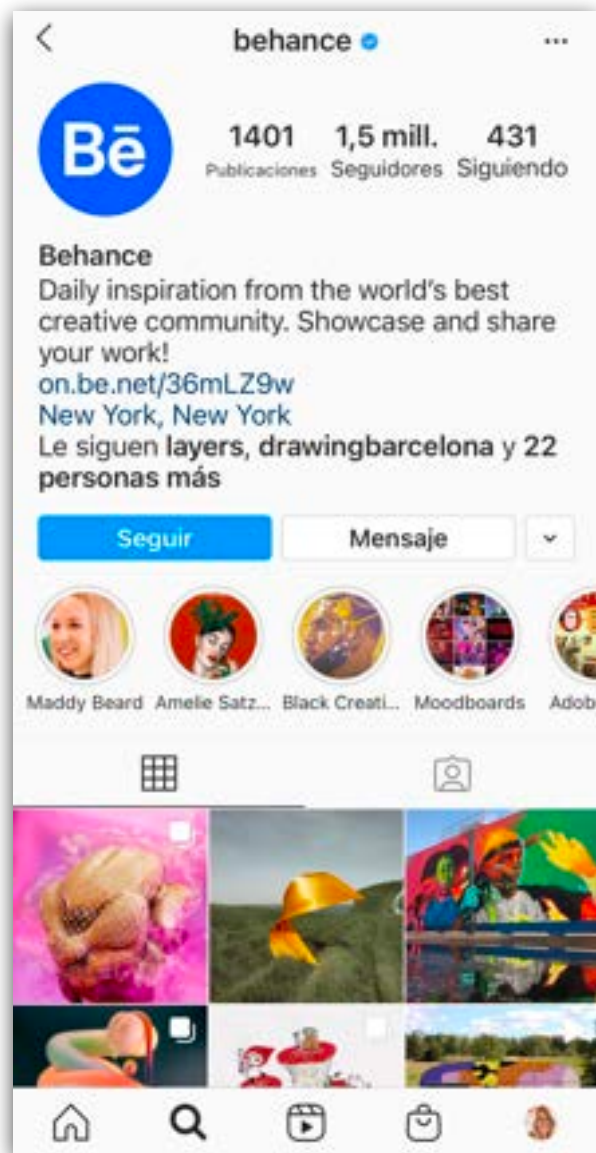 behance
Bē
1401 1,5 mill. 431
Publicaciones Seguidores Siguiendo
Behance
Daily inspiration from the world's best
creative community. Showcase and share
your work!
on.be.net/36mLZ9w
New York, New York
Le siguen layers, drawingbarcelona y 22
personas más
Seguir Mensaje
Maddy Beard Amelie Satz... Black Creati... Moodboards Adob